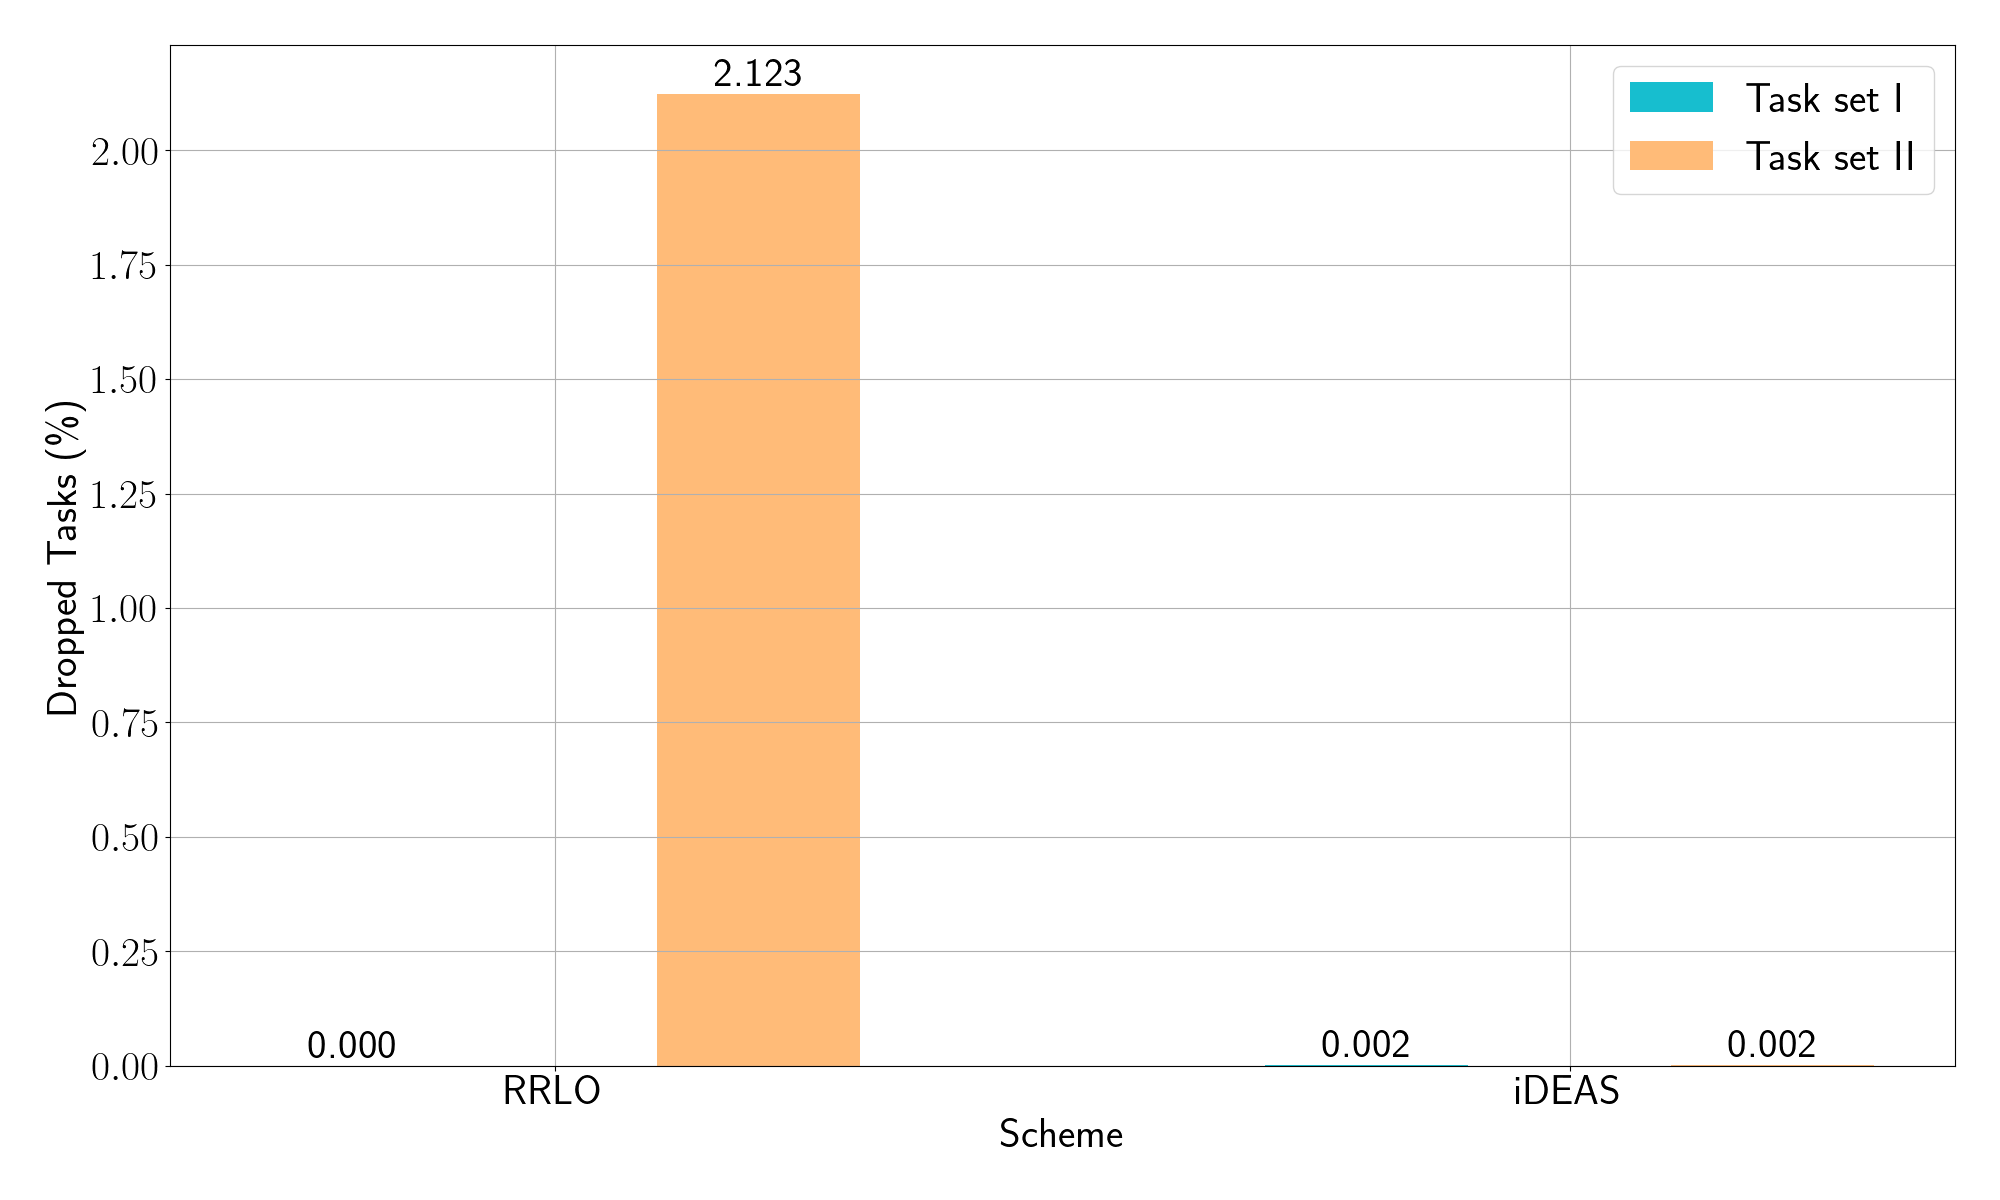 2.123
Task set I
Task set II
2.00
1.75
1.50
1.25
1.00
0.75
0.50
0.25
0.00
Dropped Tasks (%)
0.000
0.002
0.002
RRLO
iDEAS
Scheme